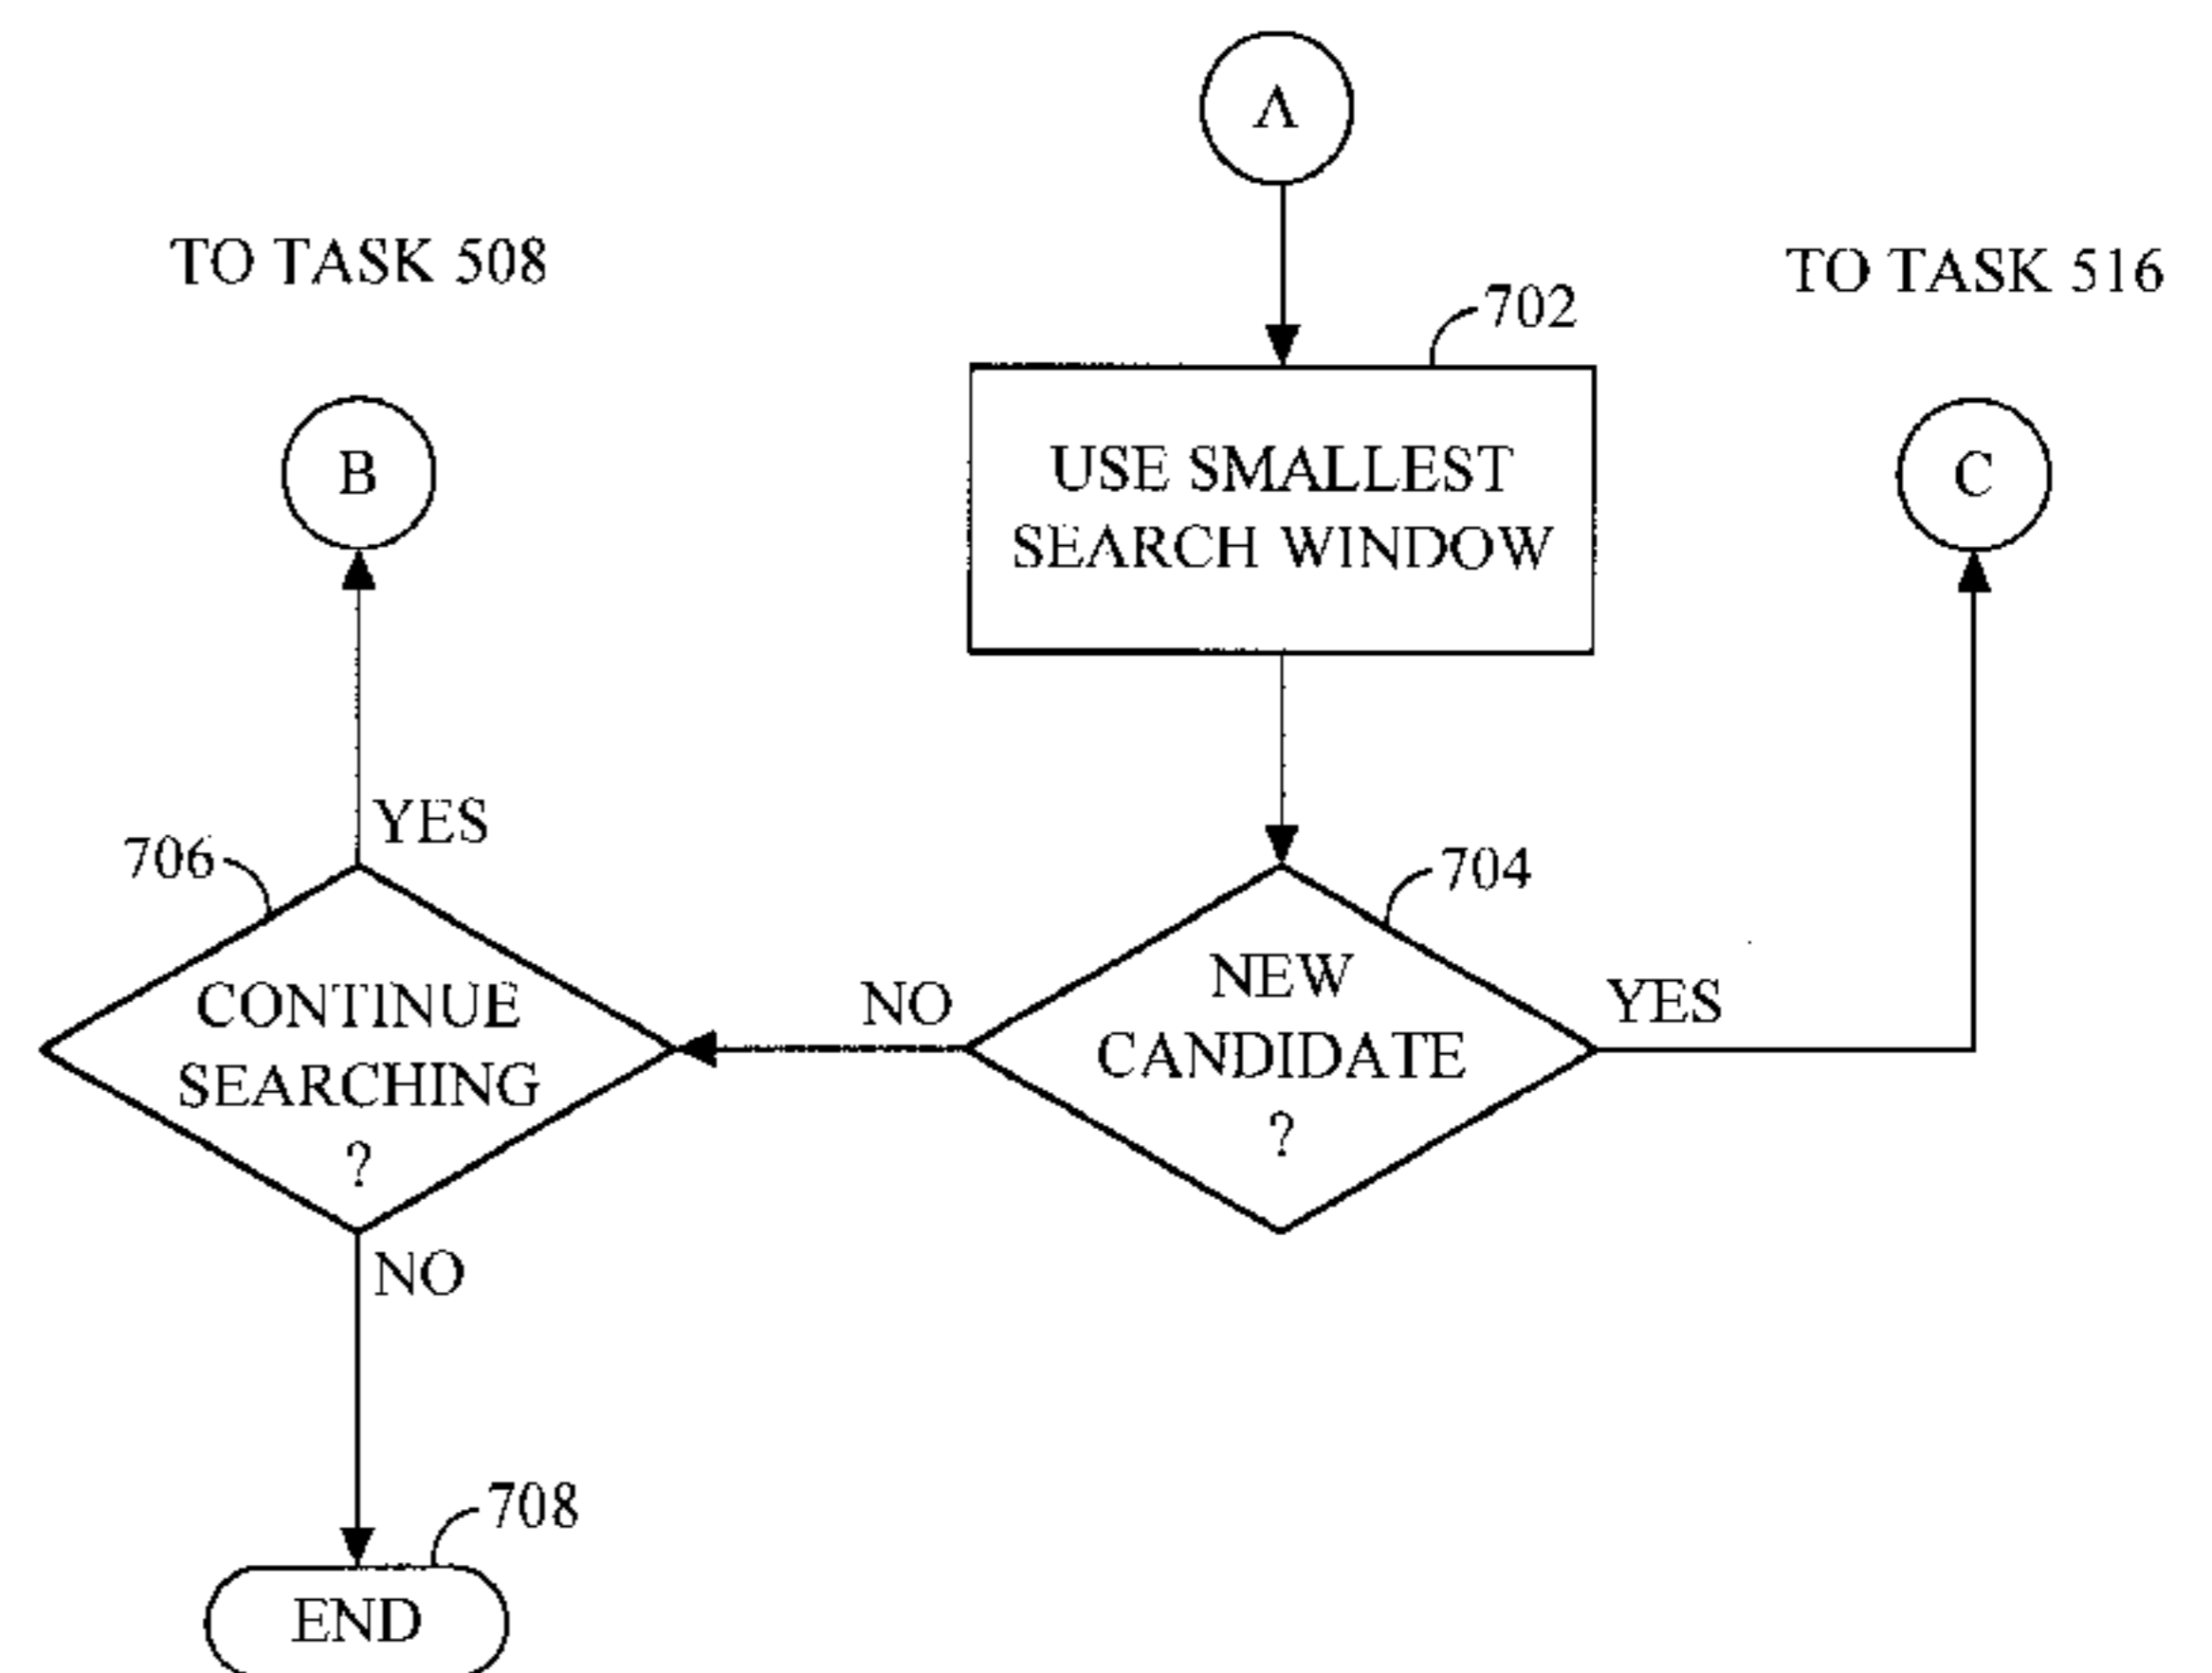 A
TO TASK 508
TO TASK 516
702
B
USE SMALLEST
SEARCH WINDOW
C
YES
706
704
CONTINUE
SEARCHING
?
NO
NEW
CANDIDATE
?
YES
NO
708
END